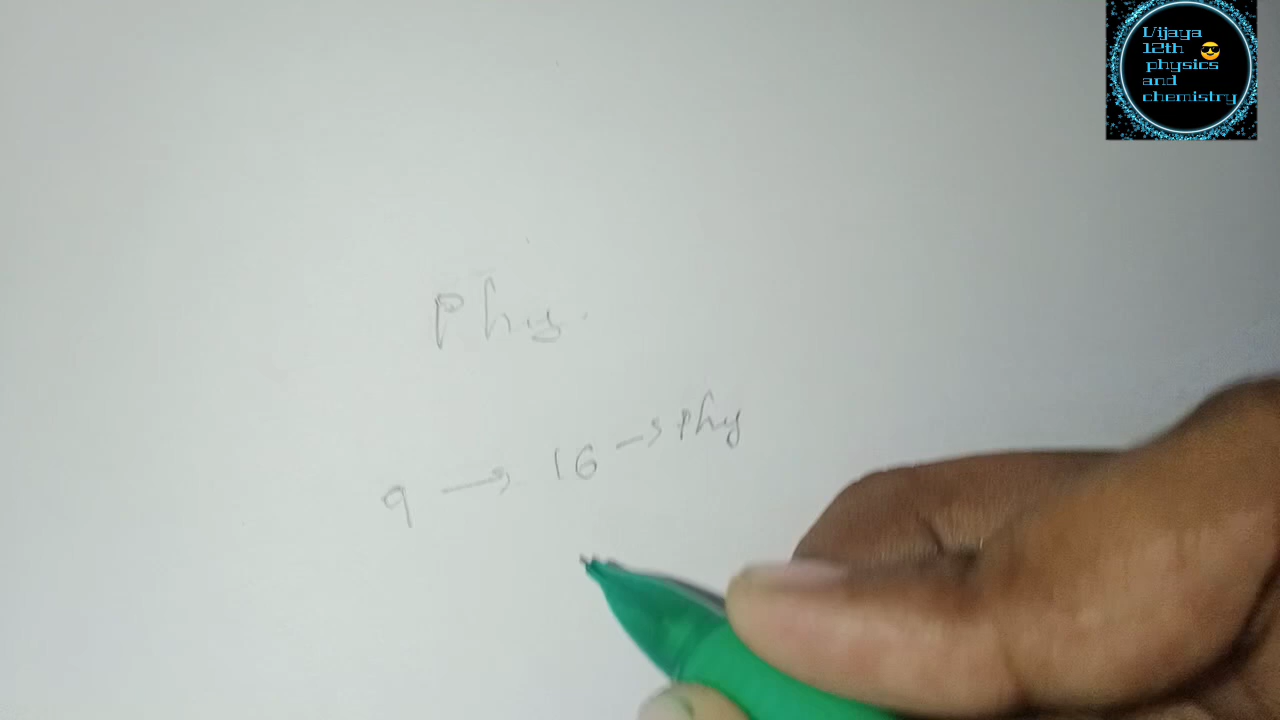 Vijaya
12th 😎
physics
and
chemistry
Phy.
9 → 16 → Phy